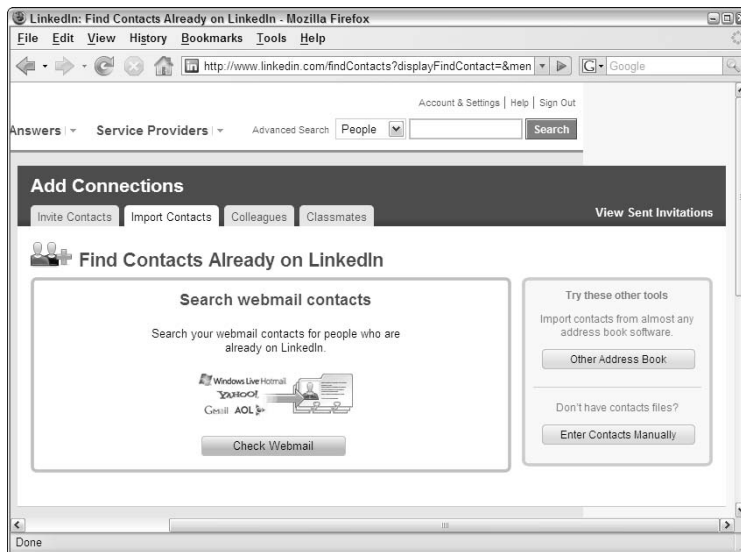 LinkedIn: Find Contacts Already on LinkedIn - Mozilla Firefox
File Edit View History Bookmarks Tools Help
http://www.linkedin.com/findContacts?displayFindContact=&men
G Google
Account & Settings | Help | Sign Out
Answers Service Providers Advanced Search People Search
Add Connections
Invite Contacts Import Contacts Colleagues Classmates View Sent Invitations
Find Contacts Already on LinkedIn
Search webmail contacts
Search your webmail contacts for people who are
already on LinkedIn.
Windows Live Hotmail
YAHOO!
Gmail AOL
Check Webmail
Try these other tools
Import contacts from almost any
address book software.
Other Address Book
Don't have contacts files?
Enter Contacts Manually
Done